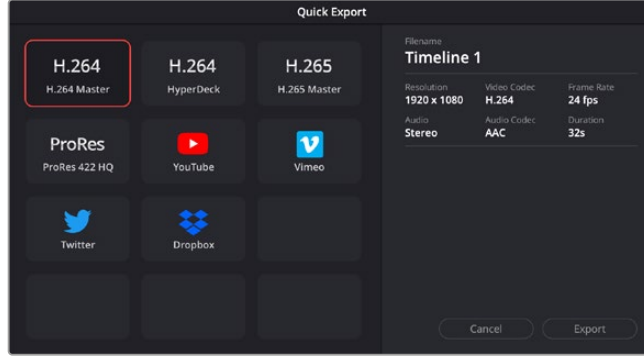 Quick Export
H.264
H.264 Master
H.264
HyperDeck
H.265
H.265 Master
ProRes
ProRes 422 HQ
YouTube
Vimeo
Twitter
Dropbox
Filename
Timeline 1
Resolution Video Codec Frame Rate
1920 x 1080 H.264 24 fps
Audio Audio Codec Duration
Stereo AAC 32s
Cancel Export